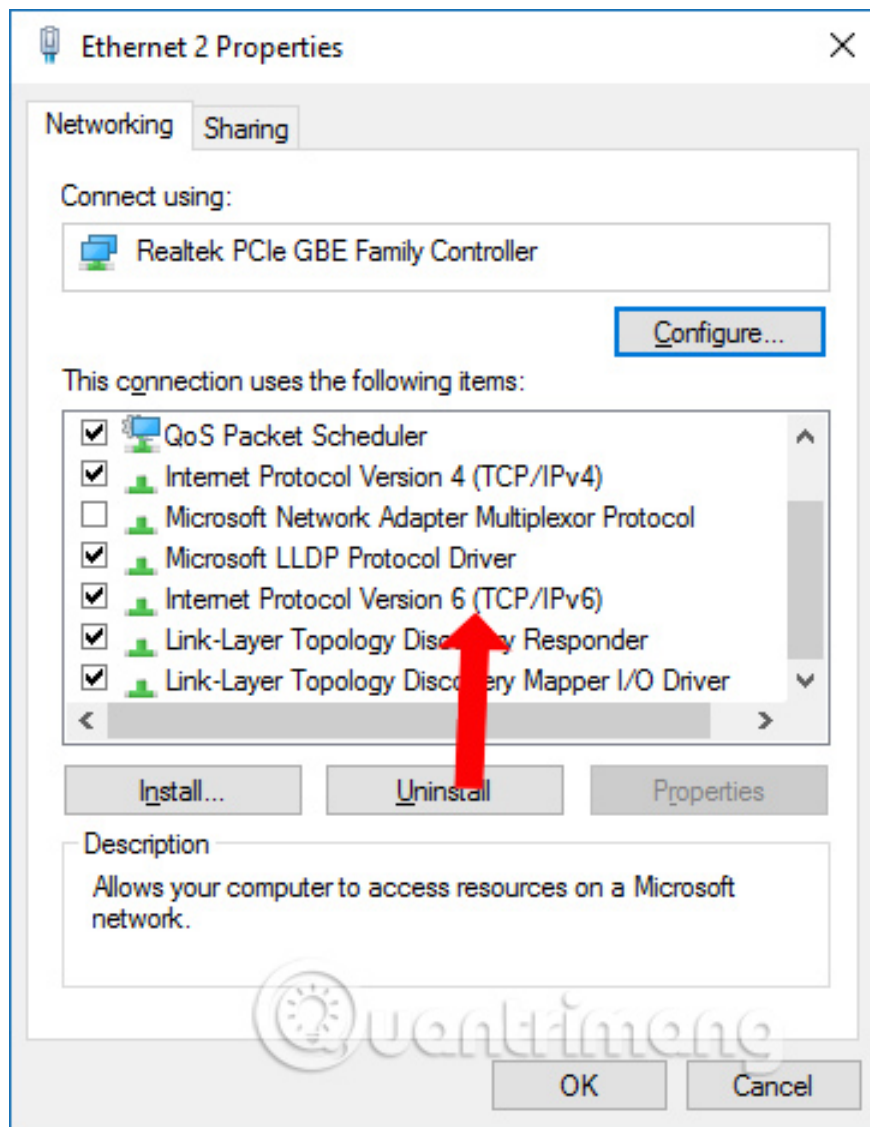 Ethernet 2 Properties
Networking
Sharing
Connect using:
Realtek PCIe GBE Family Controller
Configure...
This connection uses the following items:
QoS Packet Scheduler
Internet Protocol Version 4 (TCP/IPv4)
Microsoft Network Adapter Multiplexor Protocol
Microsoft LLDP Protocol Driver
Internet Protocol Version 6 (TCP/IPv6)
Link-Layer Topology Discovery Responder
Link-Layer Topology Discovery Mapper I/O Driver
Install...
Uninstall
Properties
Description
Allows your computer to access resources on a Microsoft
network.
Quantrimang
OK
Cancel